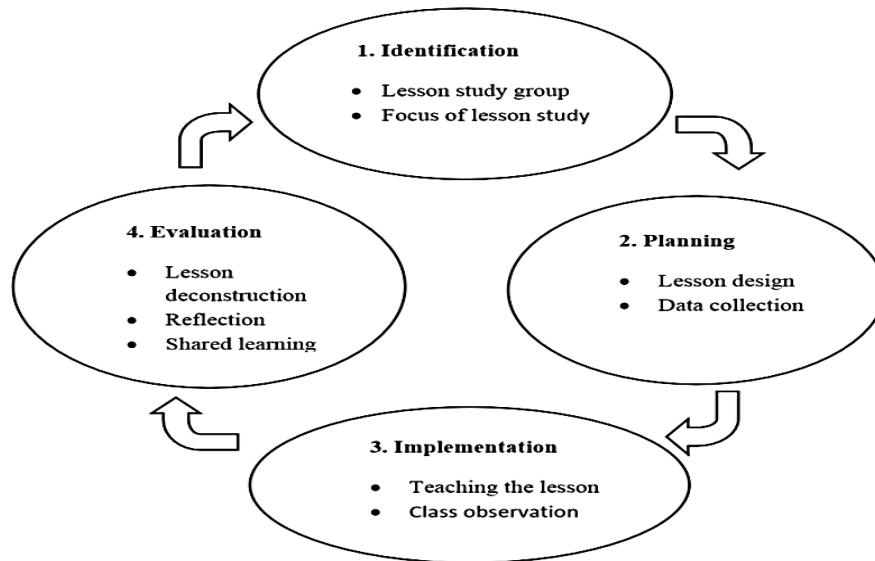 1. Identification
• Lesson study group
• Focus of lesson study
2. Planning
• Lesson design
• Data collection
3. Implementation
• Teaching the lesson
• Class observation
4. Evaluation
• Lesson
deconstruction
• Reflection
• Shared learning